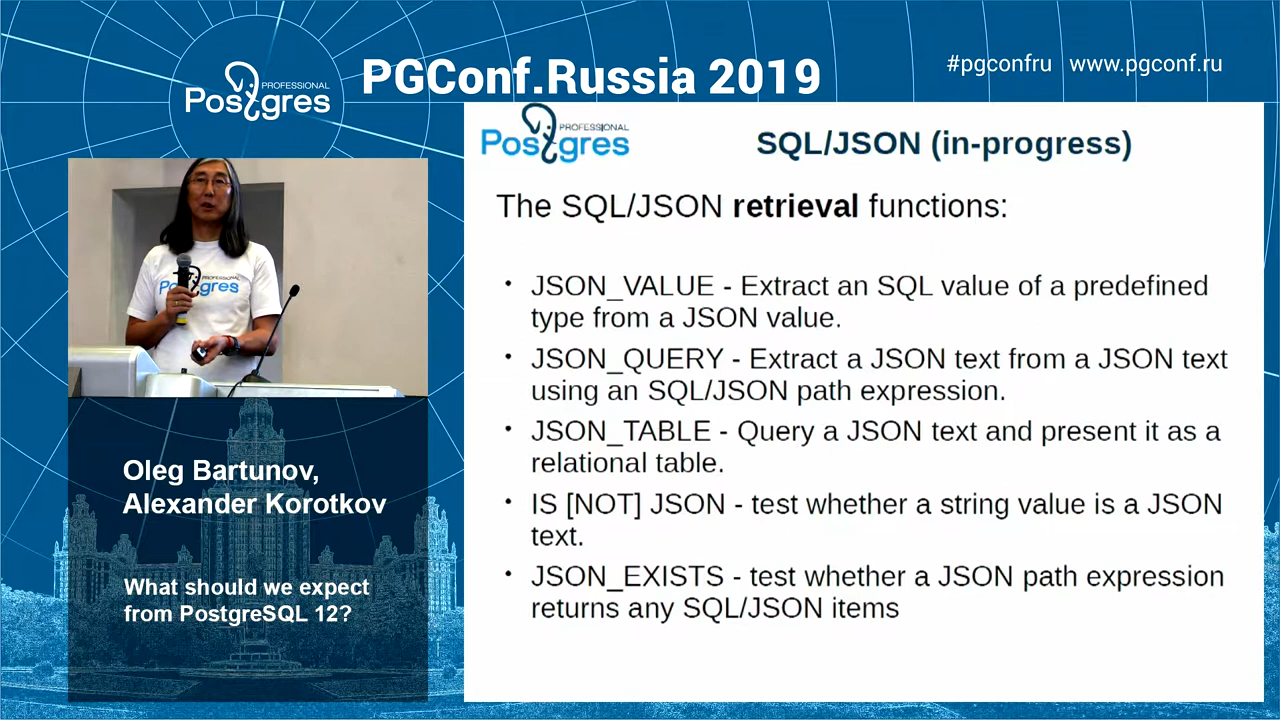 PROFESSIONAL
Postgres
PGConf.Russia 2019
#pgconfru www.pgconf.ru
PROFESSIONAL
Postgres
SQL/JSON (in-progress)
The SQL/JSON retrieval functions:
• JSON_VALUE - Extract an SQL value of a predefined
type from a JSON value.
• JSON_QUERY - Extract a JSON text from a JSON text
using an SQL/JSON path expression.
• JSON_TABLE - Query a JSON text and present it as a
relational table.
• IS [NOT] JSON - test whether a string value is a JSON
text.
• JSON_EXISTS - test whether a JSON path expression
returns any SQL/JSON items
PROFESSIONAL
Postgres
Oleg Bartunov,
Alexander Korotkov
What should we expect
from PostgreSQL 12?